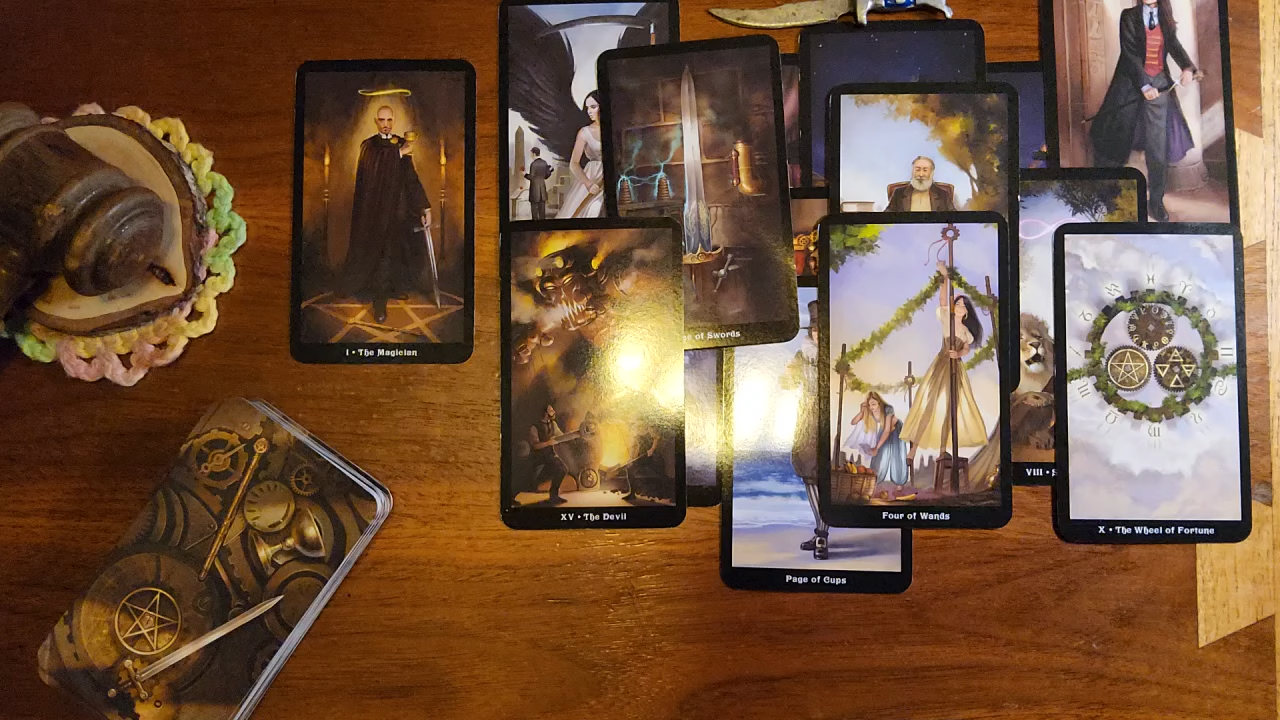 I • The Magician
of Swords
XV • The Devil
Four of Wands
VIII •
X • The Wheel of Fortune
Page of Cups